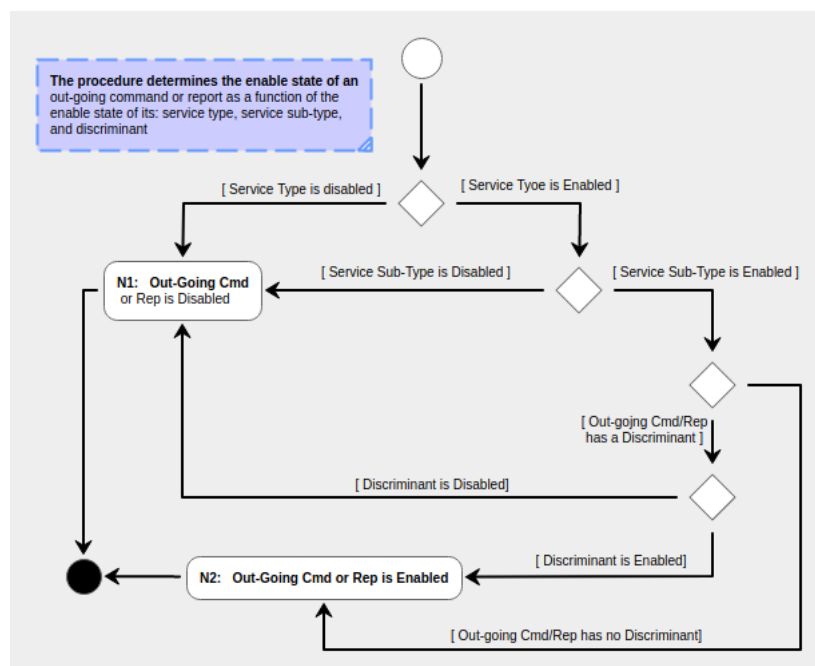 The procedure determines the enable state of an
out-going command or report as a function of the
enable state of its: service type, service sub-type,
and discriminant
[ Service Type is disabled ]
[ Service Tyoe is Enabled ]
[ Service Sub-Type is Disabled ]
[ Service Sub-Type is Enabled ]
N1: Out-Going Cmd
or Rep is Disabled
[ Out-gojng Cmd/Rep
has a Discriminant ]
[ Discriminant is Disabled]
[ Discriminant is Enabled]
N2: Out-Going Cmd or Rep is Enabled
[ Out-going Cmd/Rep has no Discriminant]